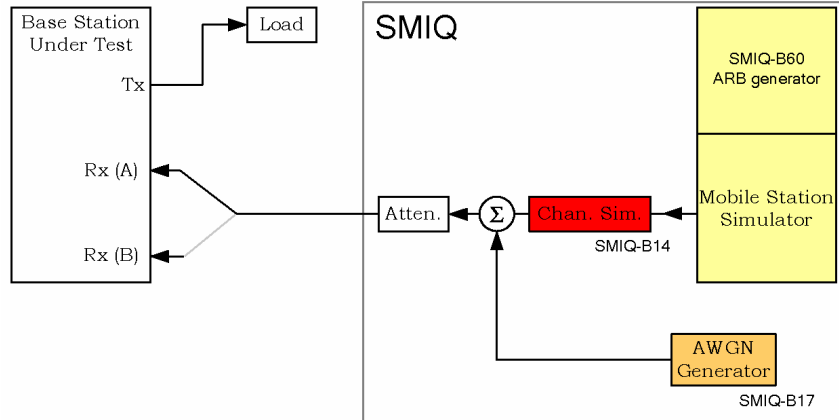 Base Station
Under Test
Tx
Rx (A)
Rx (B)
Load
SMIQ
SMIQ-B60
ARB generator
Mobile Station
Simulator
Atten.
Σ
Chan. Sim.
SMIQ-B14
AWGN
Generator
SMIQ-B17